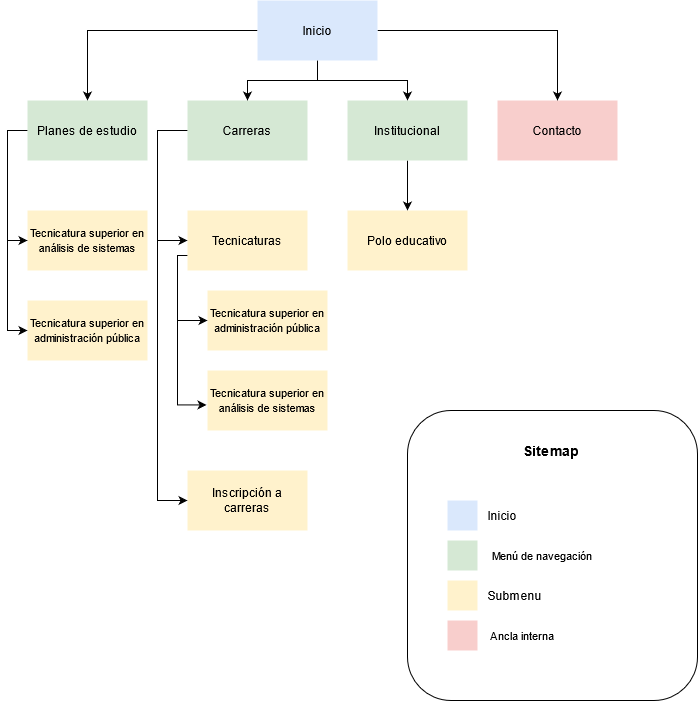 Inicio
Planes de estudio
Carreras
Institucional
Contacto
Tecnicatura superior en
análisis de sistemas
Tecnicaturas
Polo educativo
Tecnicatura superior en
administración pública
Tecnicatura superior en
administración pública
Tecnicatura superior en
análisis de sistemas
Inscripción a
carreras
Sitemap
Inicio
Menú de navegación
Submenu
Ancla interna